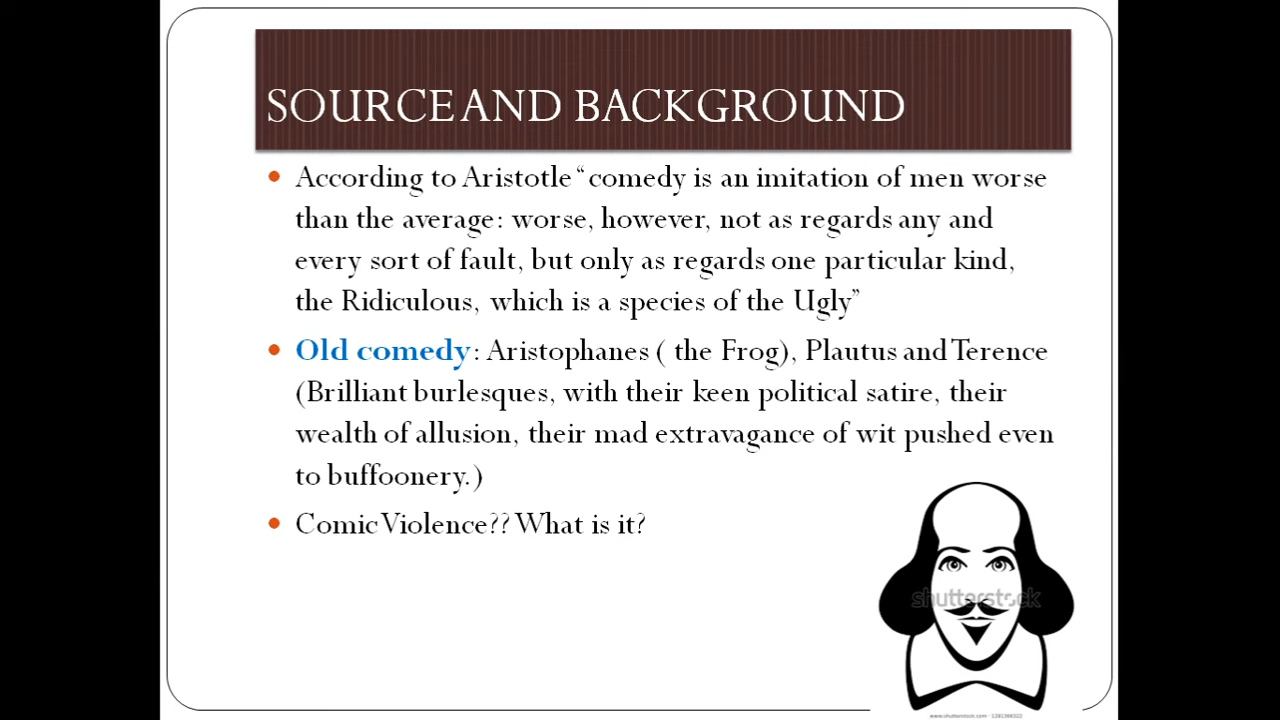 SOURCE AND BACKGROUND
According to Aristotle “comedy is an imitation of men worse
than the average: worse, however, not as regards any and
every sort of fault, but only as regards one particular kind,
the Ridiculous, which is a species of the Ugly”
Old comedy: Aristophanes ( the Frog), Plautus and Terence
(Brilliant burlesques, with their keen political satire, their
wealth of allusion, their mad extravagance of wit pushed even
to buffoonery.)
Comic Violence?? What is it?
shutterstock
www.shutterstock.com